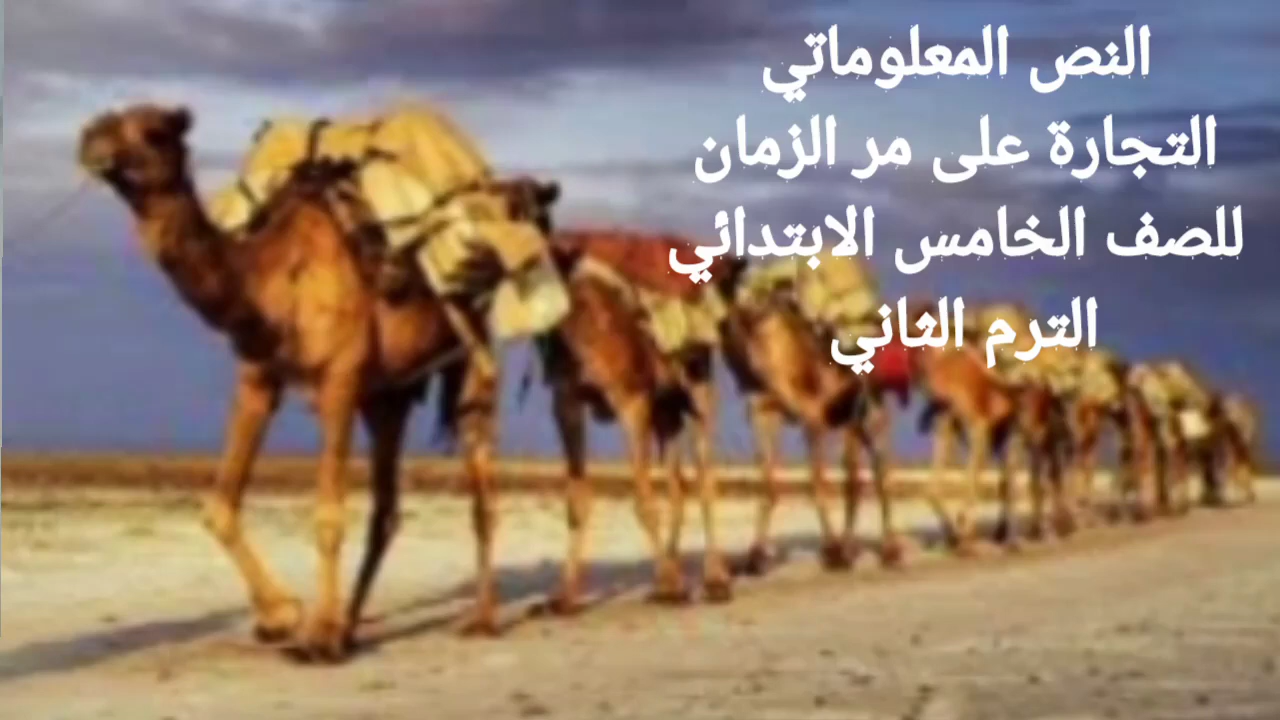 النص المعلوماتي
التجارة على مر الزمان
للصف الخامس الابتدائي
الترم الثاني